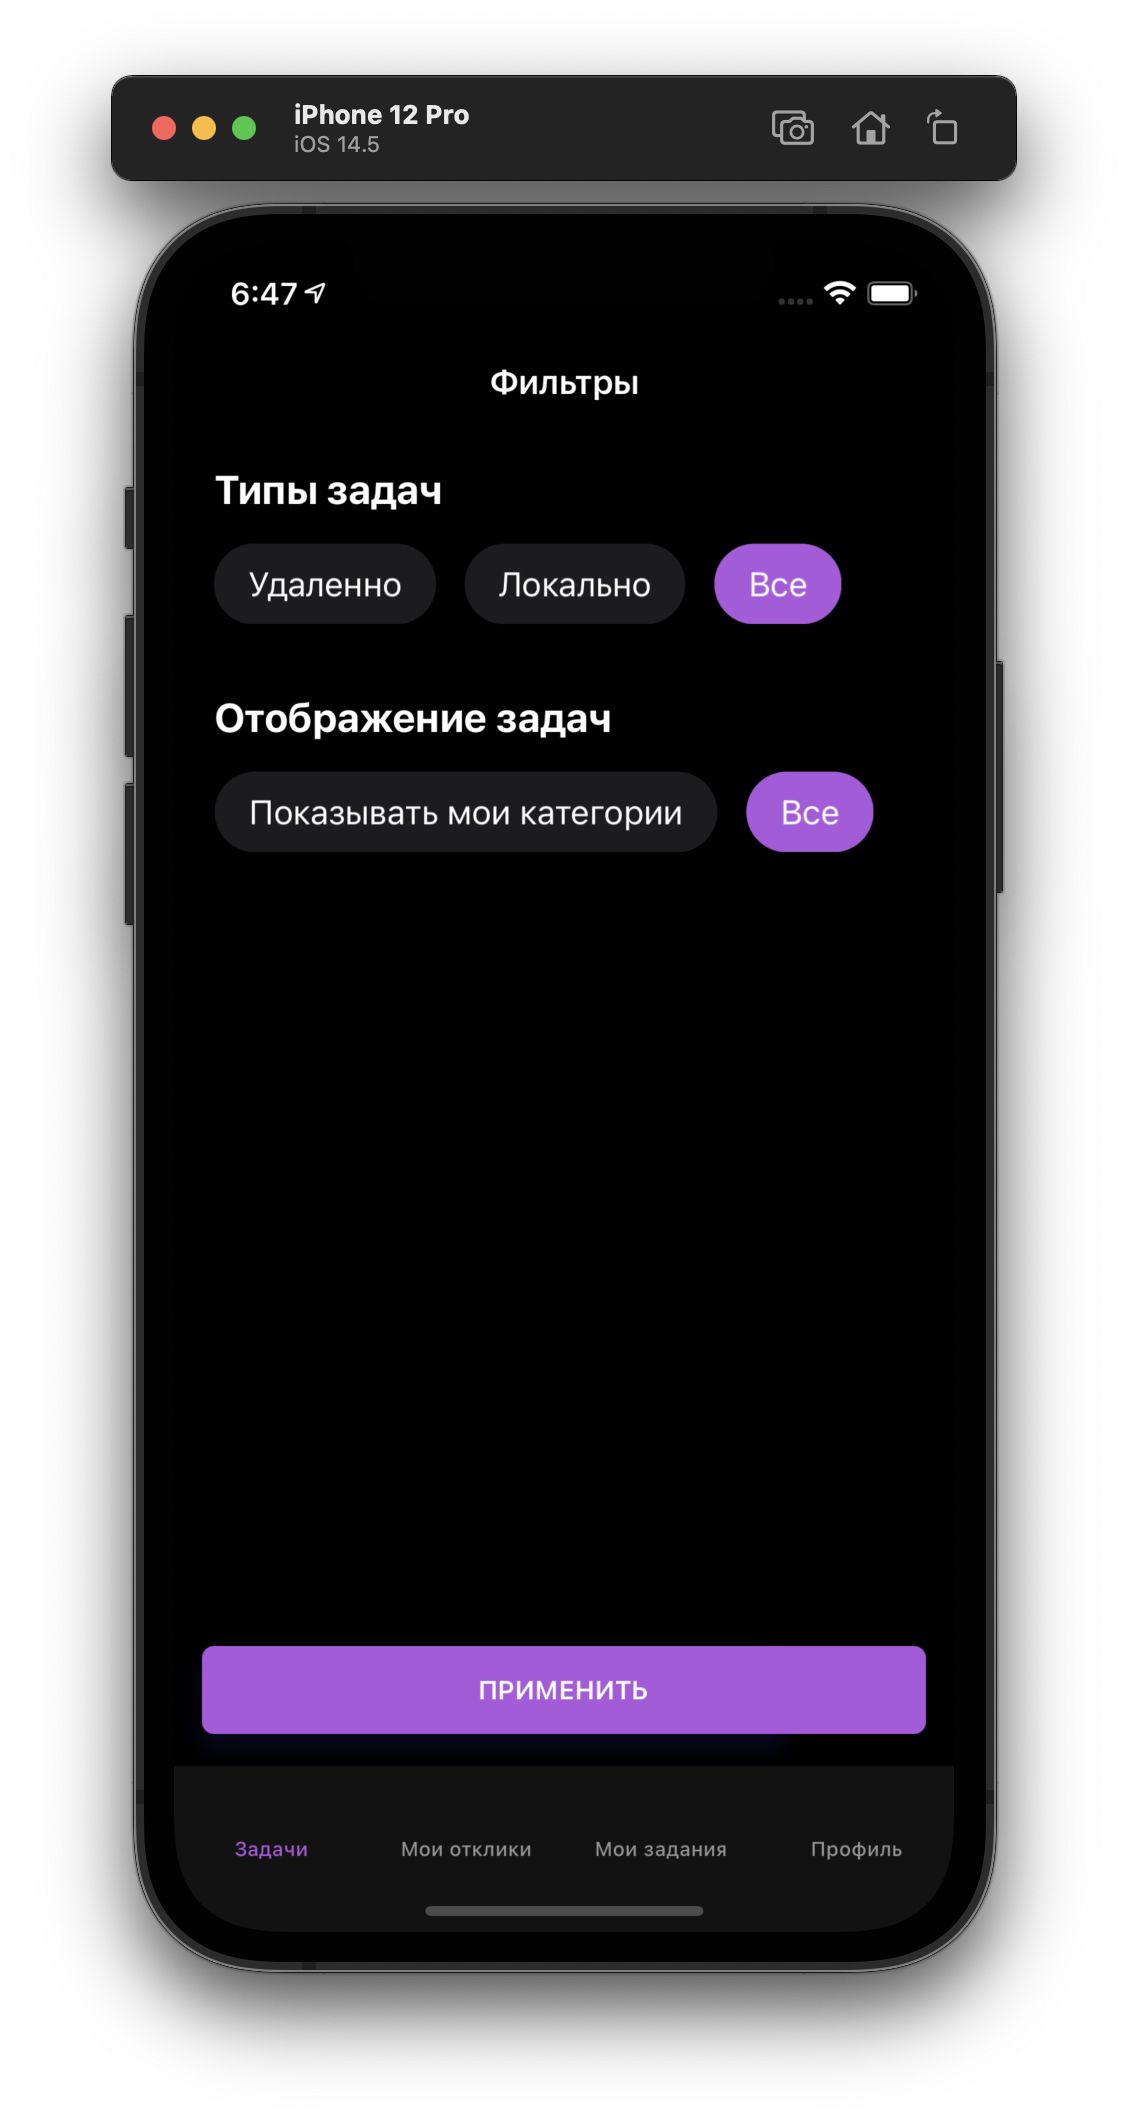 iPhone 12 Pro
iOS 14.5
6:47
Фильтры
Типы задач
Удаленно Локально Все
Отображение задач
Показывать мои категории Все
ПРИМЕНИТЬ
Задачи Мои отклики Мои задания Профиль